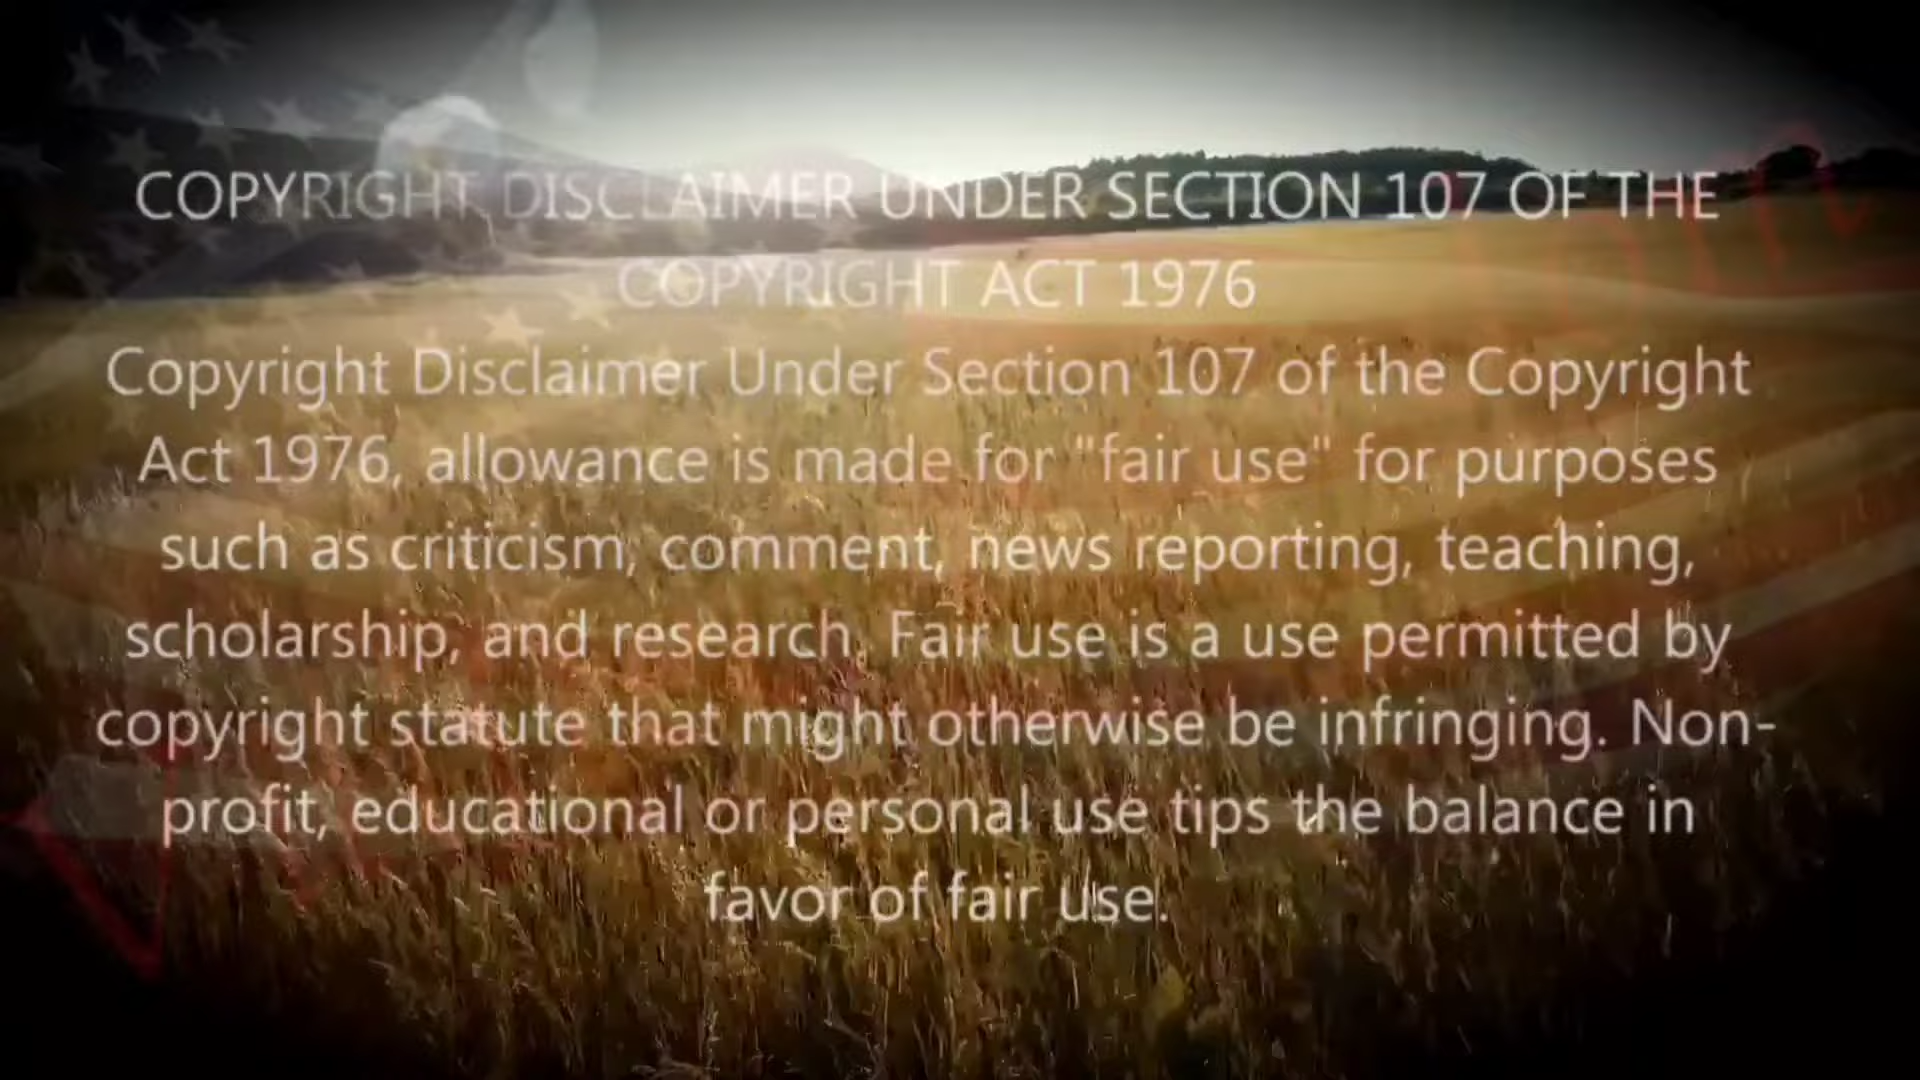 COPYRIGHT DISCLAIMER UNDER SECTION 107 OF THE
COPYRIGHT ACT 1976
Copyright Disclaimer Under Section 107 of the Copyright
Act 1976, allowance is made for "fair use" for purposes
such as criticism, comment, news reporting, teaching,
scholarship, and research. Fair use is a use permitted by
copyright statute that might otherwise be infringing. Non-
profit, educational or personal use tips the balance in
favor of fair use.